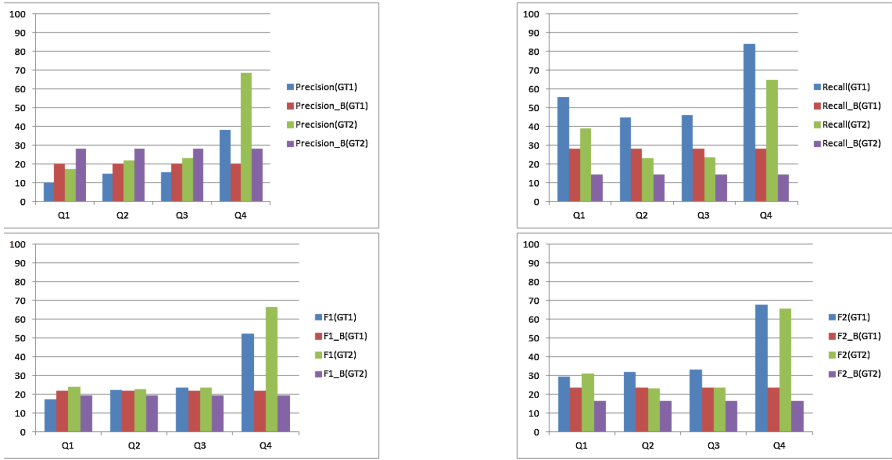 100
90
80
70
60
50
40
30
20
10
0
Q1 Q2 Q3 Q4
Precision(GT1)
Precision_B(GT1)
Precision(GT2)
Precision_B(GT2)
100
90
80
70
60
50
40
30
20
10
0
Q1 Q2 Q3 Q4
Recall(GT1)
Recall_B(GT1)
Recall(GT2)
Recall_B(GT2)
100
90
80
70
60
50
40
30
20
10
0
Q1 Q2 Q3 Q4
F1(GT1)
F1_B(GT1)
F1(GT2)
F1_B(GT2)
100
90
80
70
60
50
40
30
20
10
0
Q1 Q2 Q3 Q4
F2(GT1)
F2_B(GT1)
F2(GT2)
F2_B(GT2)